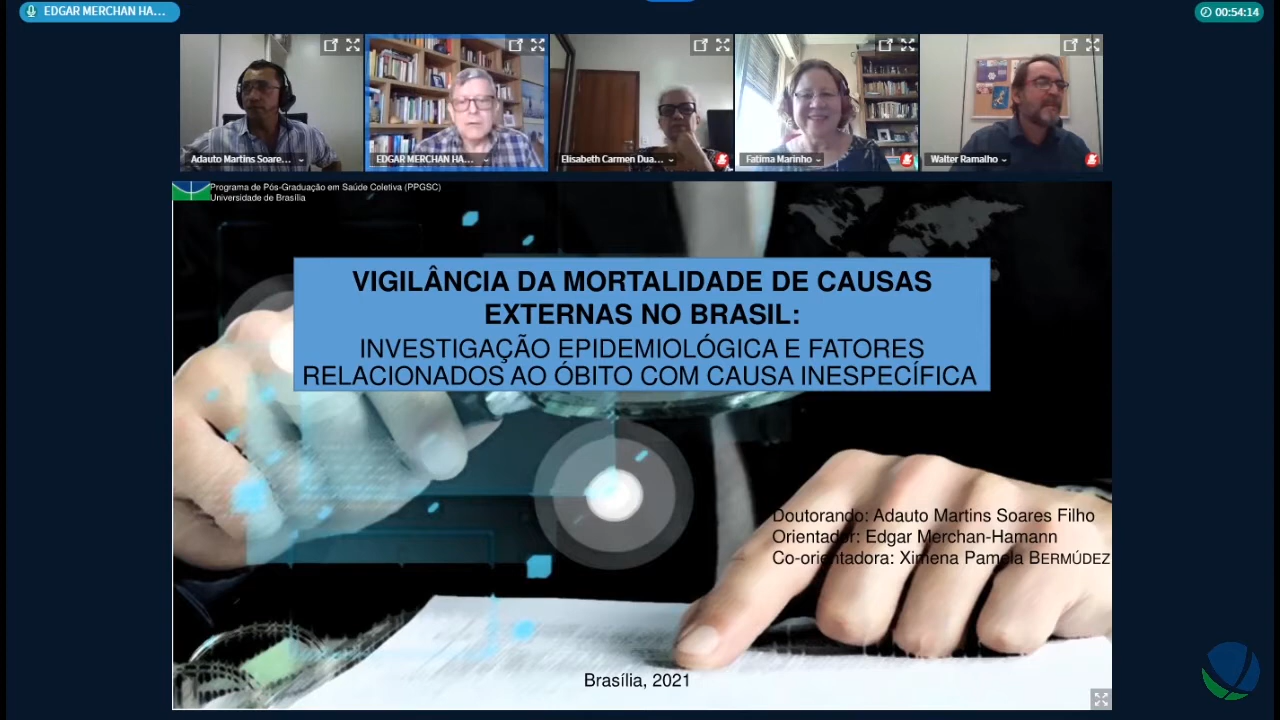 EDGAR MERCHAN HA...
00:54:14
Adauto Martins Soare...
EDGAR MERCHAN HA...
Elisabeth Carmen Dua...
Fatima Marinho
Walter Ramalho
Programa de Pós-Graduação em Saúde Coletiva (PPGSC)
Universidade de Brasília
VIGILÂNCIA DA MORTALIDADE DE CAUSAS
EXTERNAS NO BRASIL:
INVESTIGAÇÃO EPIDEMIOLÓGICA E FATORES
RELACIONADOS AO ÓBITO COM CAUSA INESPECÍFICA
Doutorando: Adauto Martins Soares Filho
Orientador: Edgar Merchan-Hamann
Co-orientadora: Ximena Pamela BERMÚDEZ
Brasília, 2021